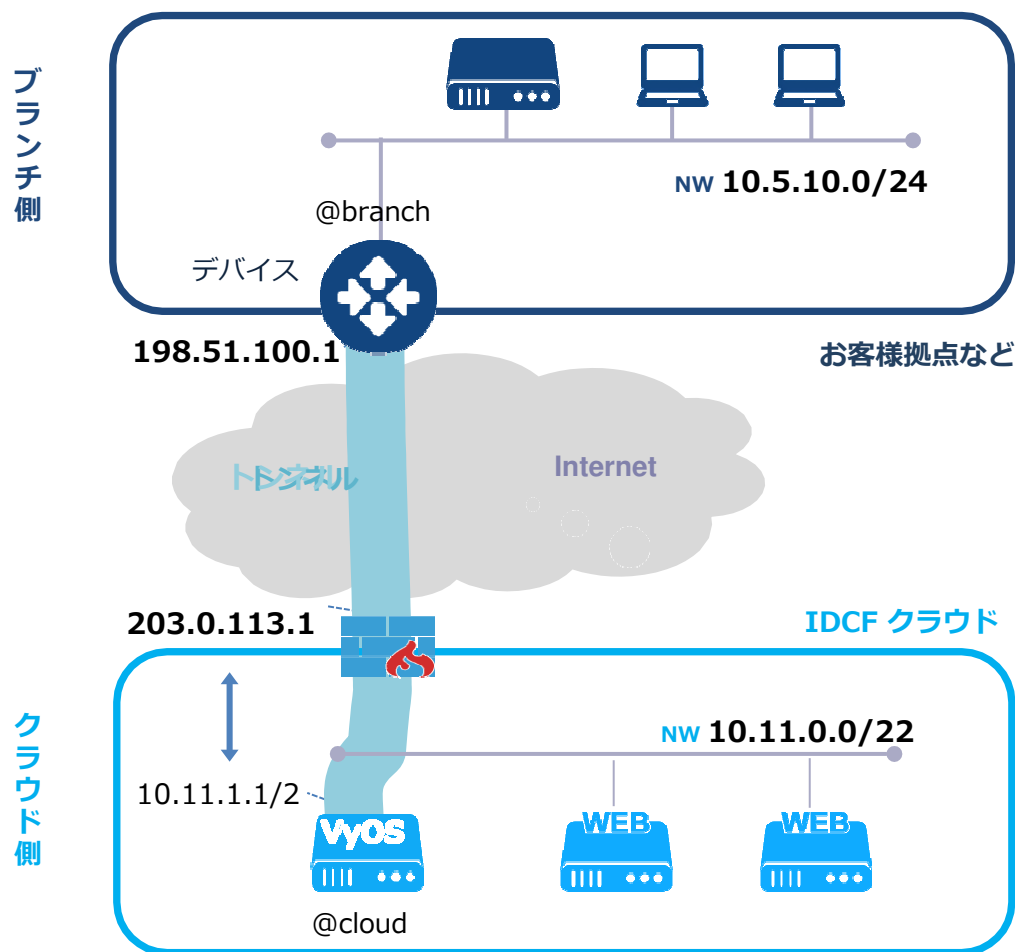 ブランチ側
NW 10.5.10.0/24
@branch
デバイス
198.51.100.1
お客様拠点など
トンネル
Internet
203.0.113.1
IDCF クラウド
クラウド側
NW 10.11.0.0/22
10.11.1.1/2
VyOS
WEB
WEB
@cloud